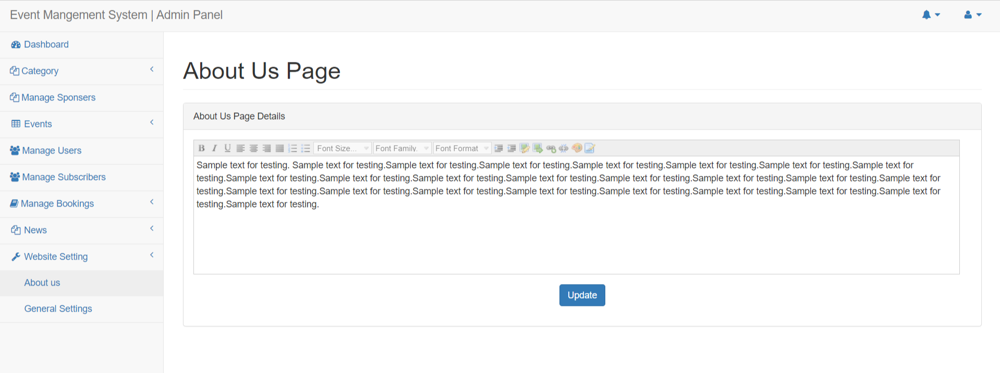 Event Mangement System | Admin Panel
Dashboard
Category
Manage Sponsers
Events
Manage Users
Manage Subscribers
Manage Bookings
News
Website Setting
About us
General Settings
About Us Page
About Us Page Details
B I U Font Size... Font Family. Font Format
Sample text for testing. Sample text for testing.Sample text for testing.Sample text for testing.Sample text for testing.Sample text for testing.Sample text for testing.Sample text for
testing.Sample text for testing.Sample text for testing.Sample text for testing.Sample text for testing.Sample text for testing.Sample text for testing.Sample text for testing.Sample text for
testing.Sample text for testing.Sample text for testing.Sample text for testing.Sample text for testing.Sample text for testing.Sample text for testing.Sample text for testing.Sample text for
testing.Sample text for testing.
Update